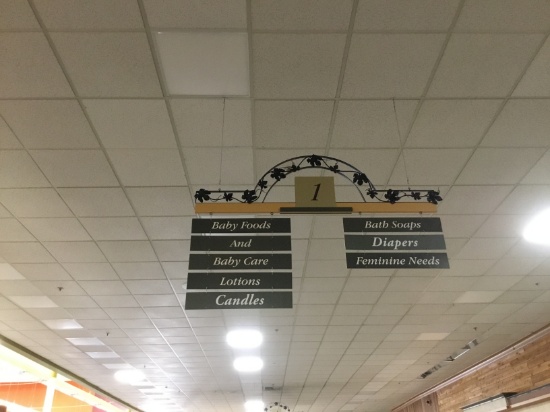 1
Baby Foods
And
Baby Care
Lotions
Candles
Bath Soaps
Diapers
Feminine Needs